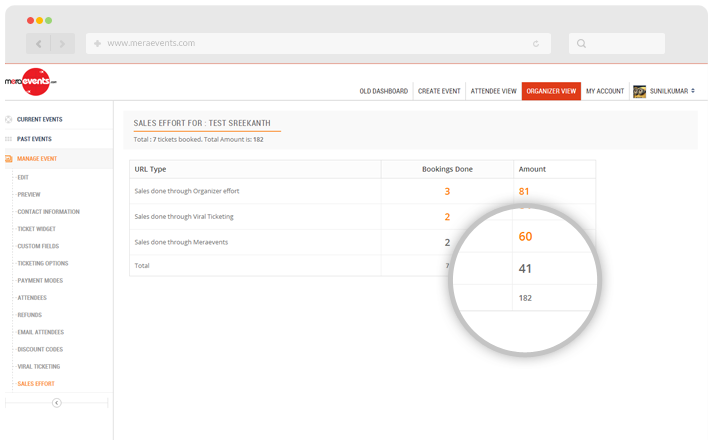 www.meraevents.com
meraevents.com
OLD DASHBOARD
CREATE EVENT
ATTENDEE VIEW
ORGANIZER VIEW
MY ACCOUNT
SUNILKUMAR
CURRENT EVENTS
PAST EVENTS
MANAGE EVENT
EDIT
PREVIEW
CONTACT INFORMATION
TICKET WIDGET
CUSTOM FIELDS
TICKETING OPTIONS
PAYMENT MODES
ATTENDEES
REFUNDS
EMAIL ATTENDEES
DISCOUNT CODES
VIRAL TICKETING
SALES EFFORT
SALES EFFORT FOR : TEST SREEKANTH
Total : 7 tickets booked. Total Amount is: 182
URL Type Bookings Done Amount
Sales done through Organizer effort 3 81
Sales done through Viral Ticketing 2 60
Sales done through Meraevents 2 41
Total 7 182